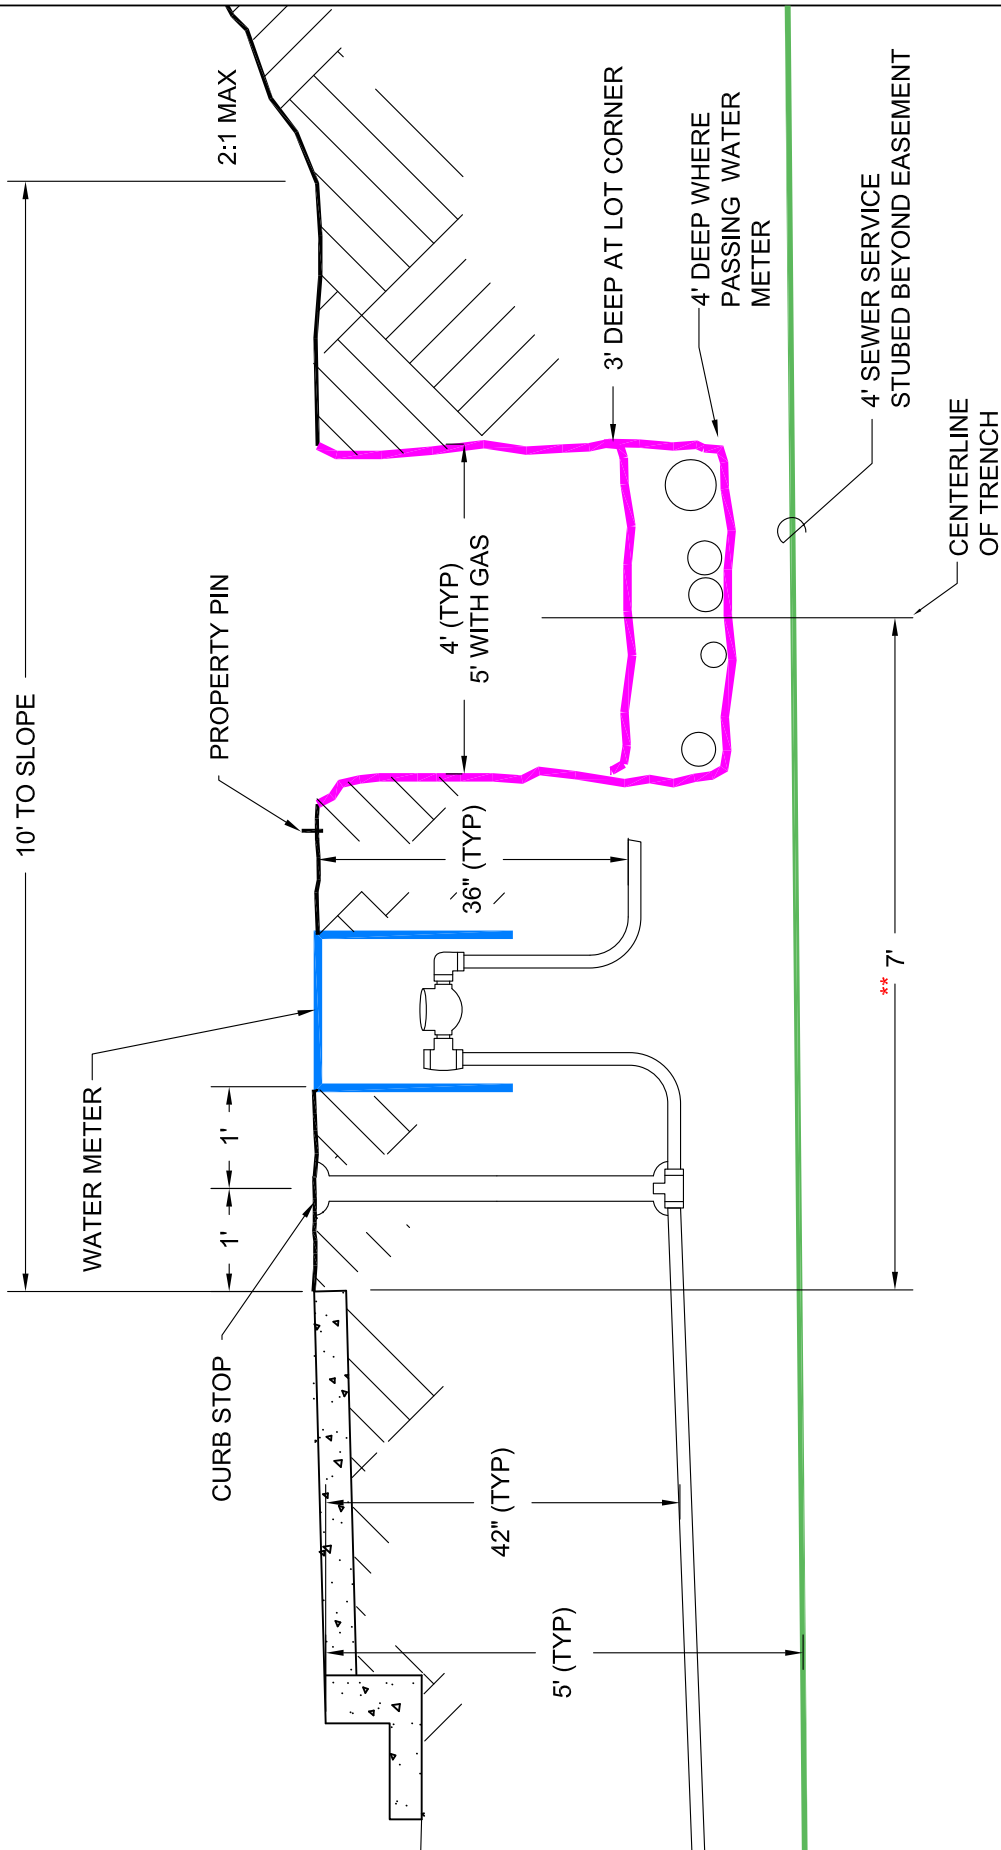 10' TO SLOPE
2:1 MAX
WATER METER
PROPERTY PIN
CURB STOP
1'
1'
4' (TYP)
5' WITH GAS
3' DEEP AT LOT CORNER
4' DEEP WHERE
PASSING WATER
METER
36" (TYP)
42" (TYP)
5' (TYP)
4' SEWER SERVICE
STUBED BEYOND EASEMENT
** 7'
CENTERLINE
OF TRENCH